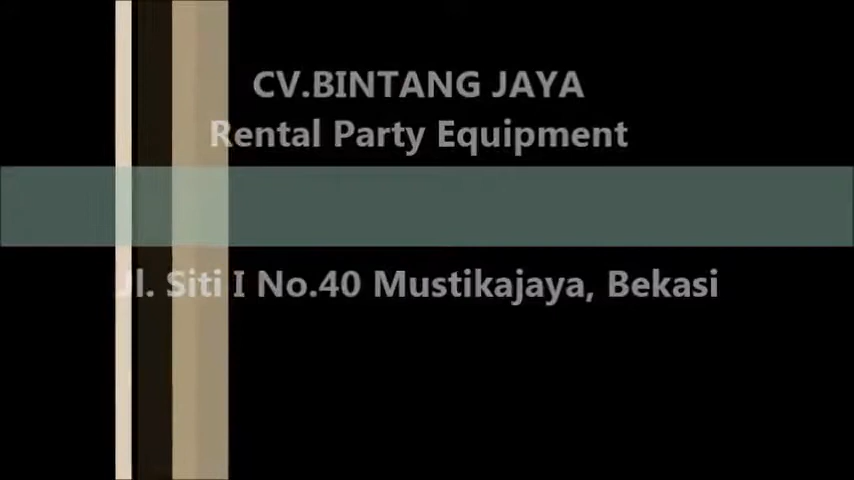 CV.BINTANG JAYA
Rental Party Equipment
Jl. Siti I No.40 Mustikajaya, Bekasi